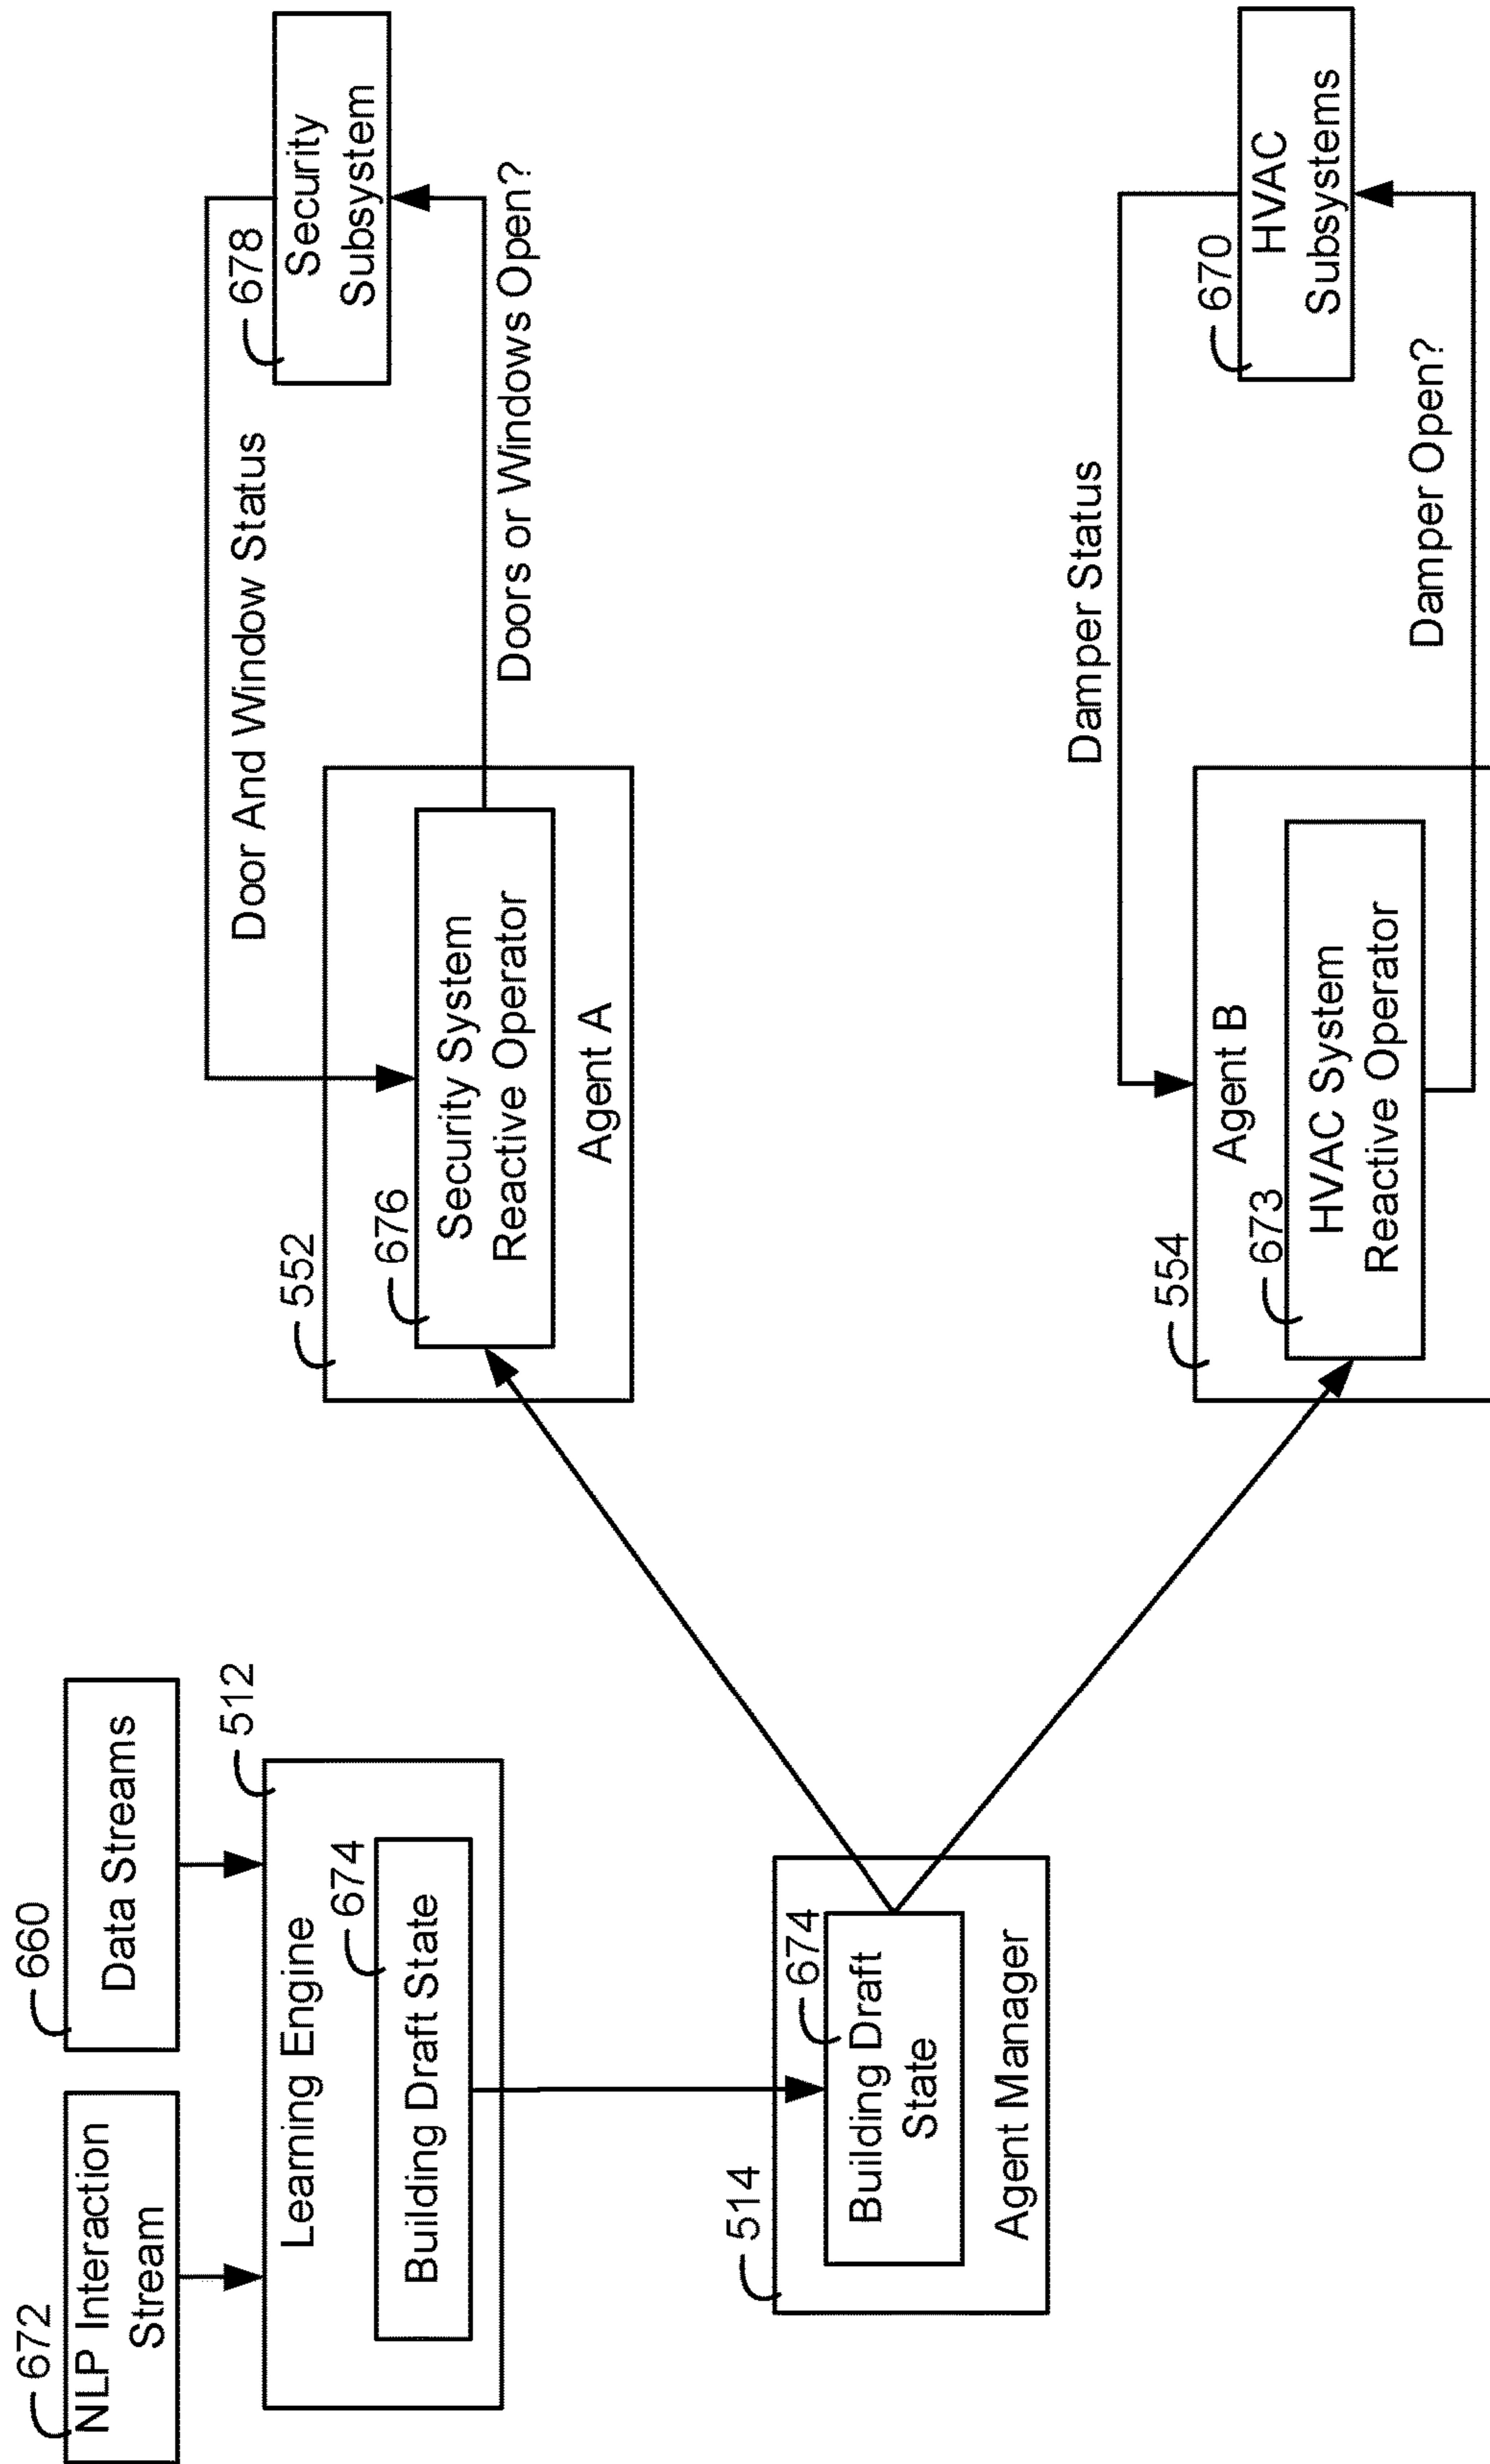 672
NLP Interaction
Stream
660
Data Streams
512
Learning Engine
674
Building Draft State
514
674
Building Draft
State
Agent Manager
Door And Window Status
552
676
Security System
Reactive Operator
Agent A
678
Security
Subsystem
Doors or Windows Open?
Damper Status
554
Agent B
673
HVAC System
Reactive Operator
670
HVAC
Subsystems
Damper Open?